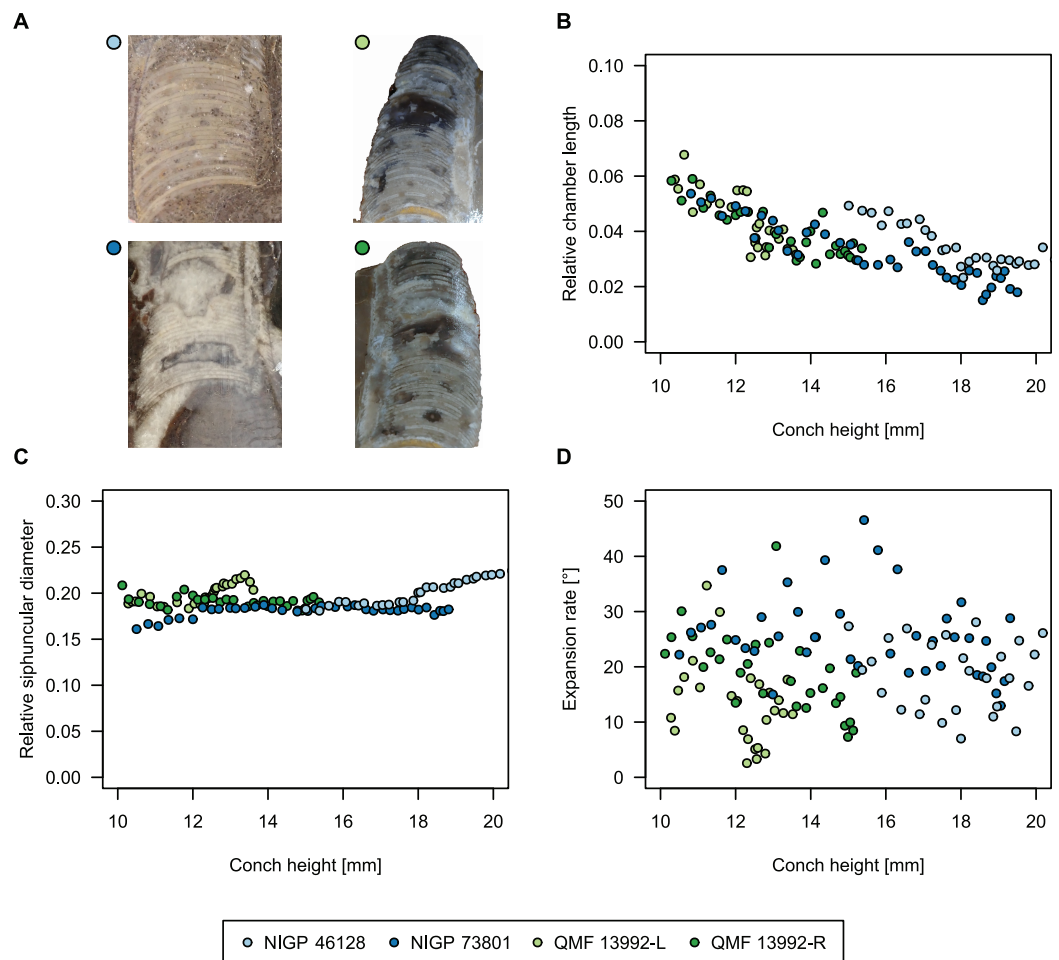 A
B
Relative chamber length
0.10
0.08
0.06
0.04
0.02
0.00
10 12 14 16 18 20
Conch height [mm]
C
Relative siphuncular diameter
0.30
0.25
0.20
0.15
0.10
0.05
0.00
10 12 14 16 18 20
Conch height [mm]
D
Expansion rate [°]
50
40
30
20
10
0
10 12 14 16 18 20
Conch height [mm]
NIGP 46128 NIGP 73801 QMF 13992-L QMF 13992-R